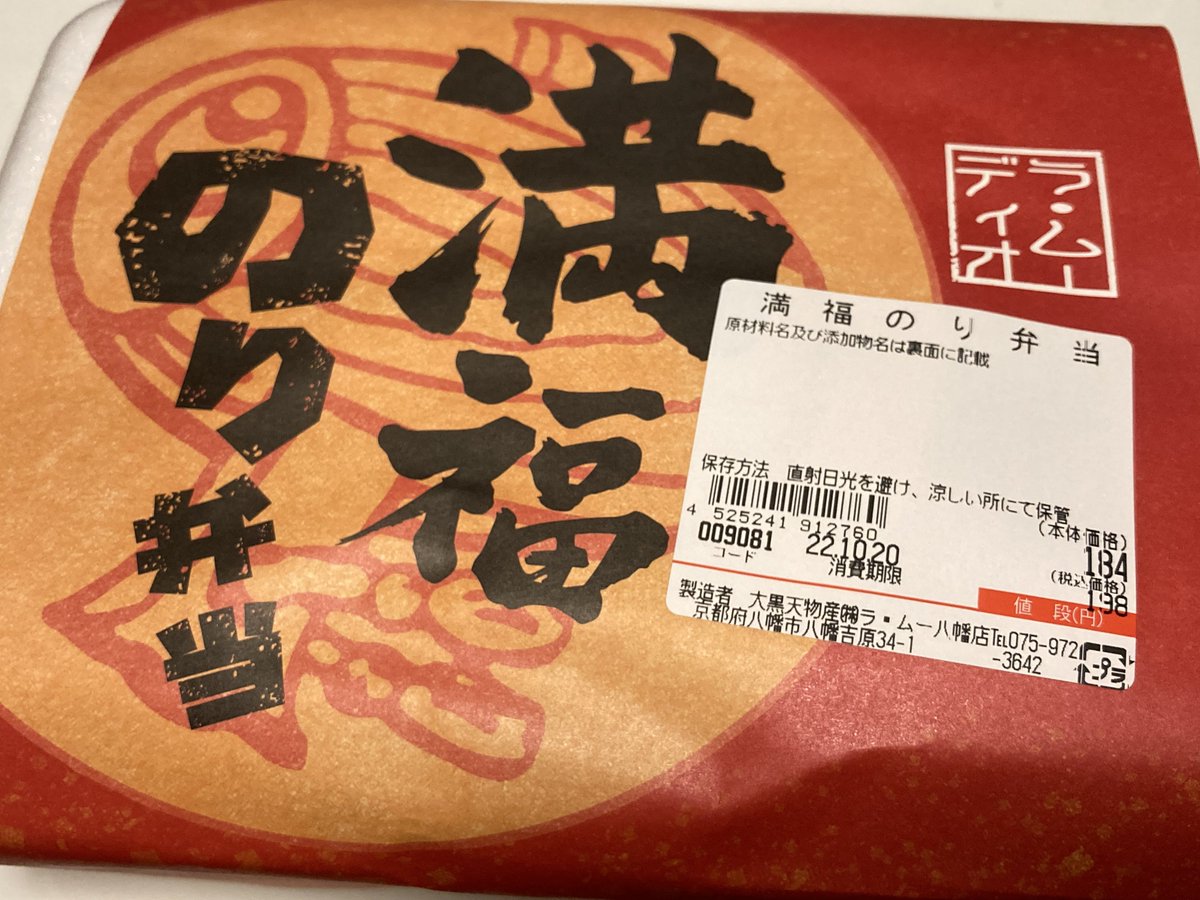 満福
のり弁当
ラ・ムー
ディオ
満福のり弁当
原材料名及び添加物名は裏面に記載
保存方法 直射日光を避け、涼しい所にて保管
4 525241 912760
(本体価格)
184
009081
コード
22.10.20
消費期限
(税込価格)
198
値 段(円)
製造者 大黒天物産㈱ラ・ムー八幡店℡075-972
京都府八幡市八幡吉原34-1
-3642
プラ